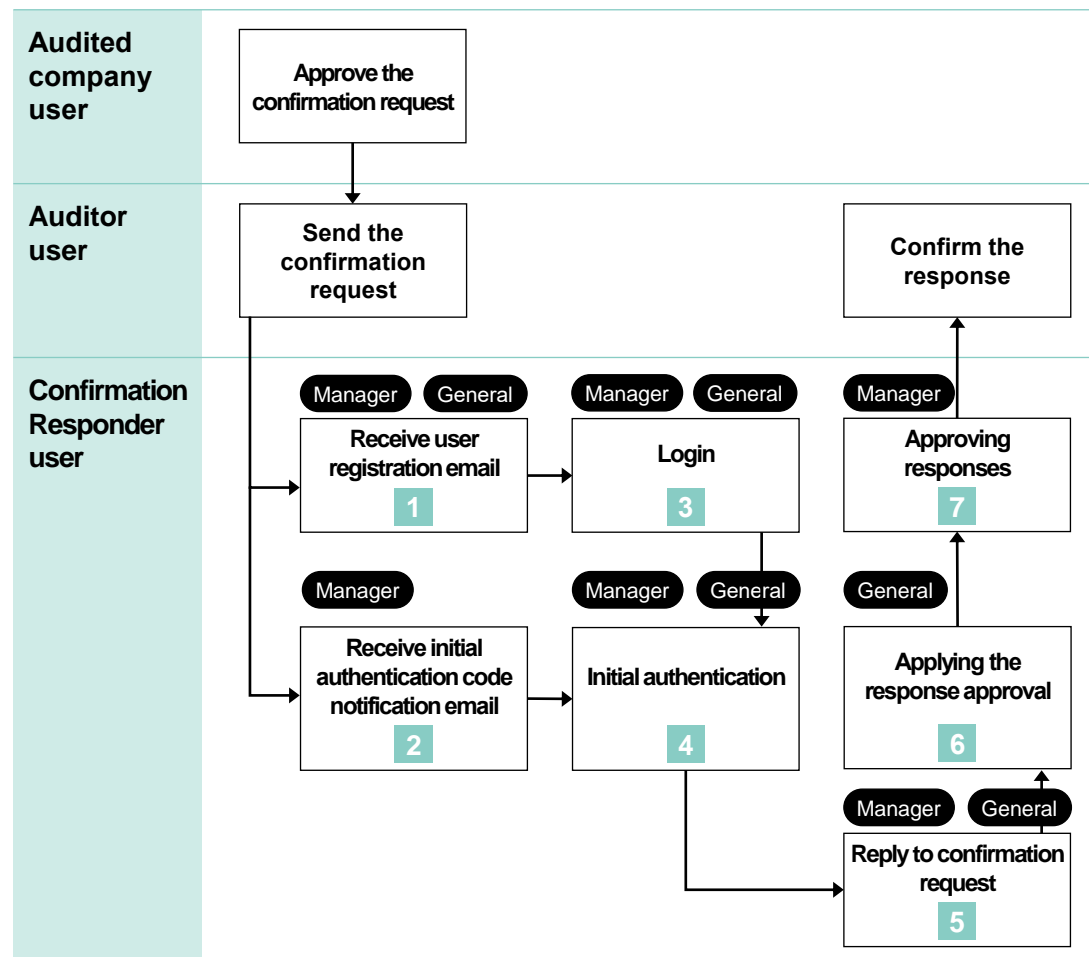 Audited
company
user
Approve the
confirmation request
Auditor
user
Send the
confirmation
request
Confirm the
response
Confirmation
Responder
user
Manager
General
Receive user
registration email
1
Manager
General
Login
3
Manager
Approving
responses
7
Manager
Receive initial
authentication code
notification email
2
Manager
General
Initial authentication
4
General
Applying the
response approval
6
Manager
General
Reply to confirmation
request
5